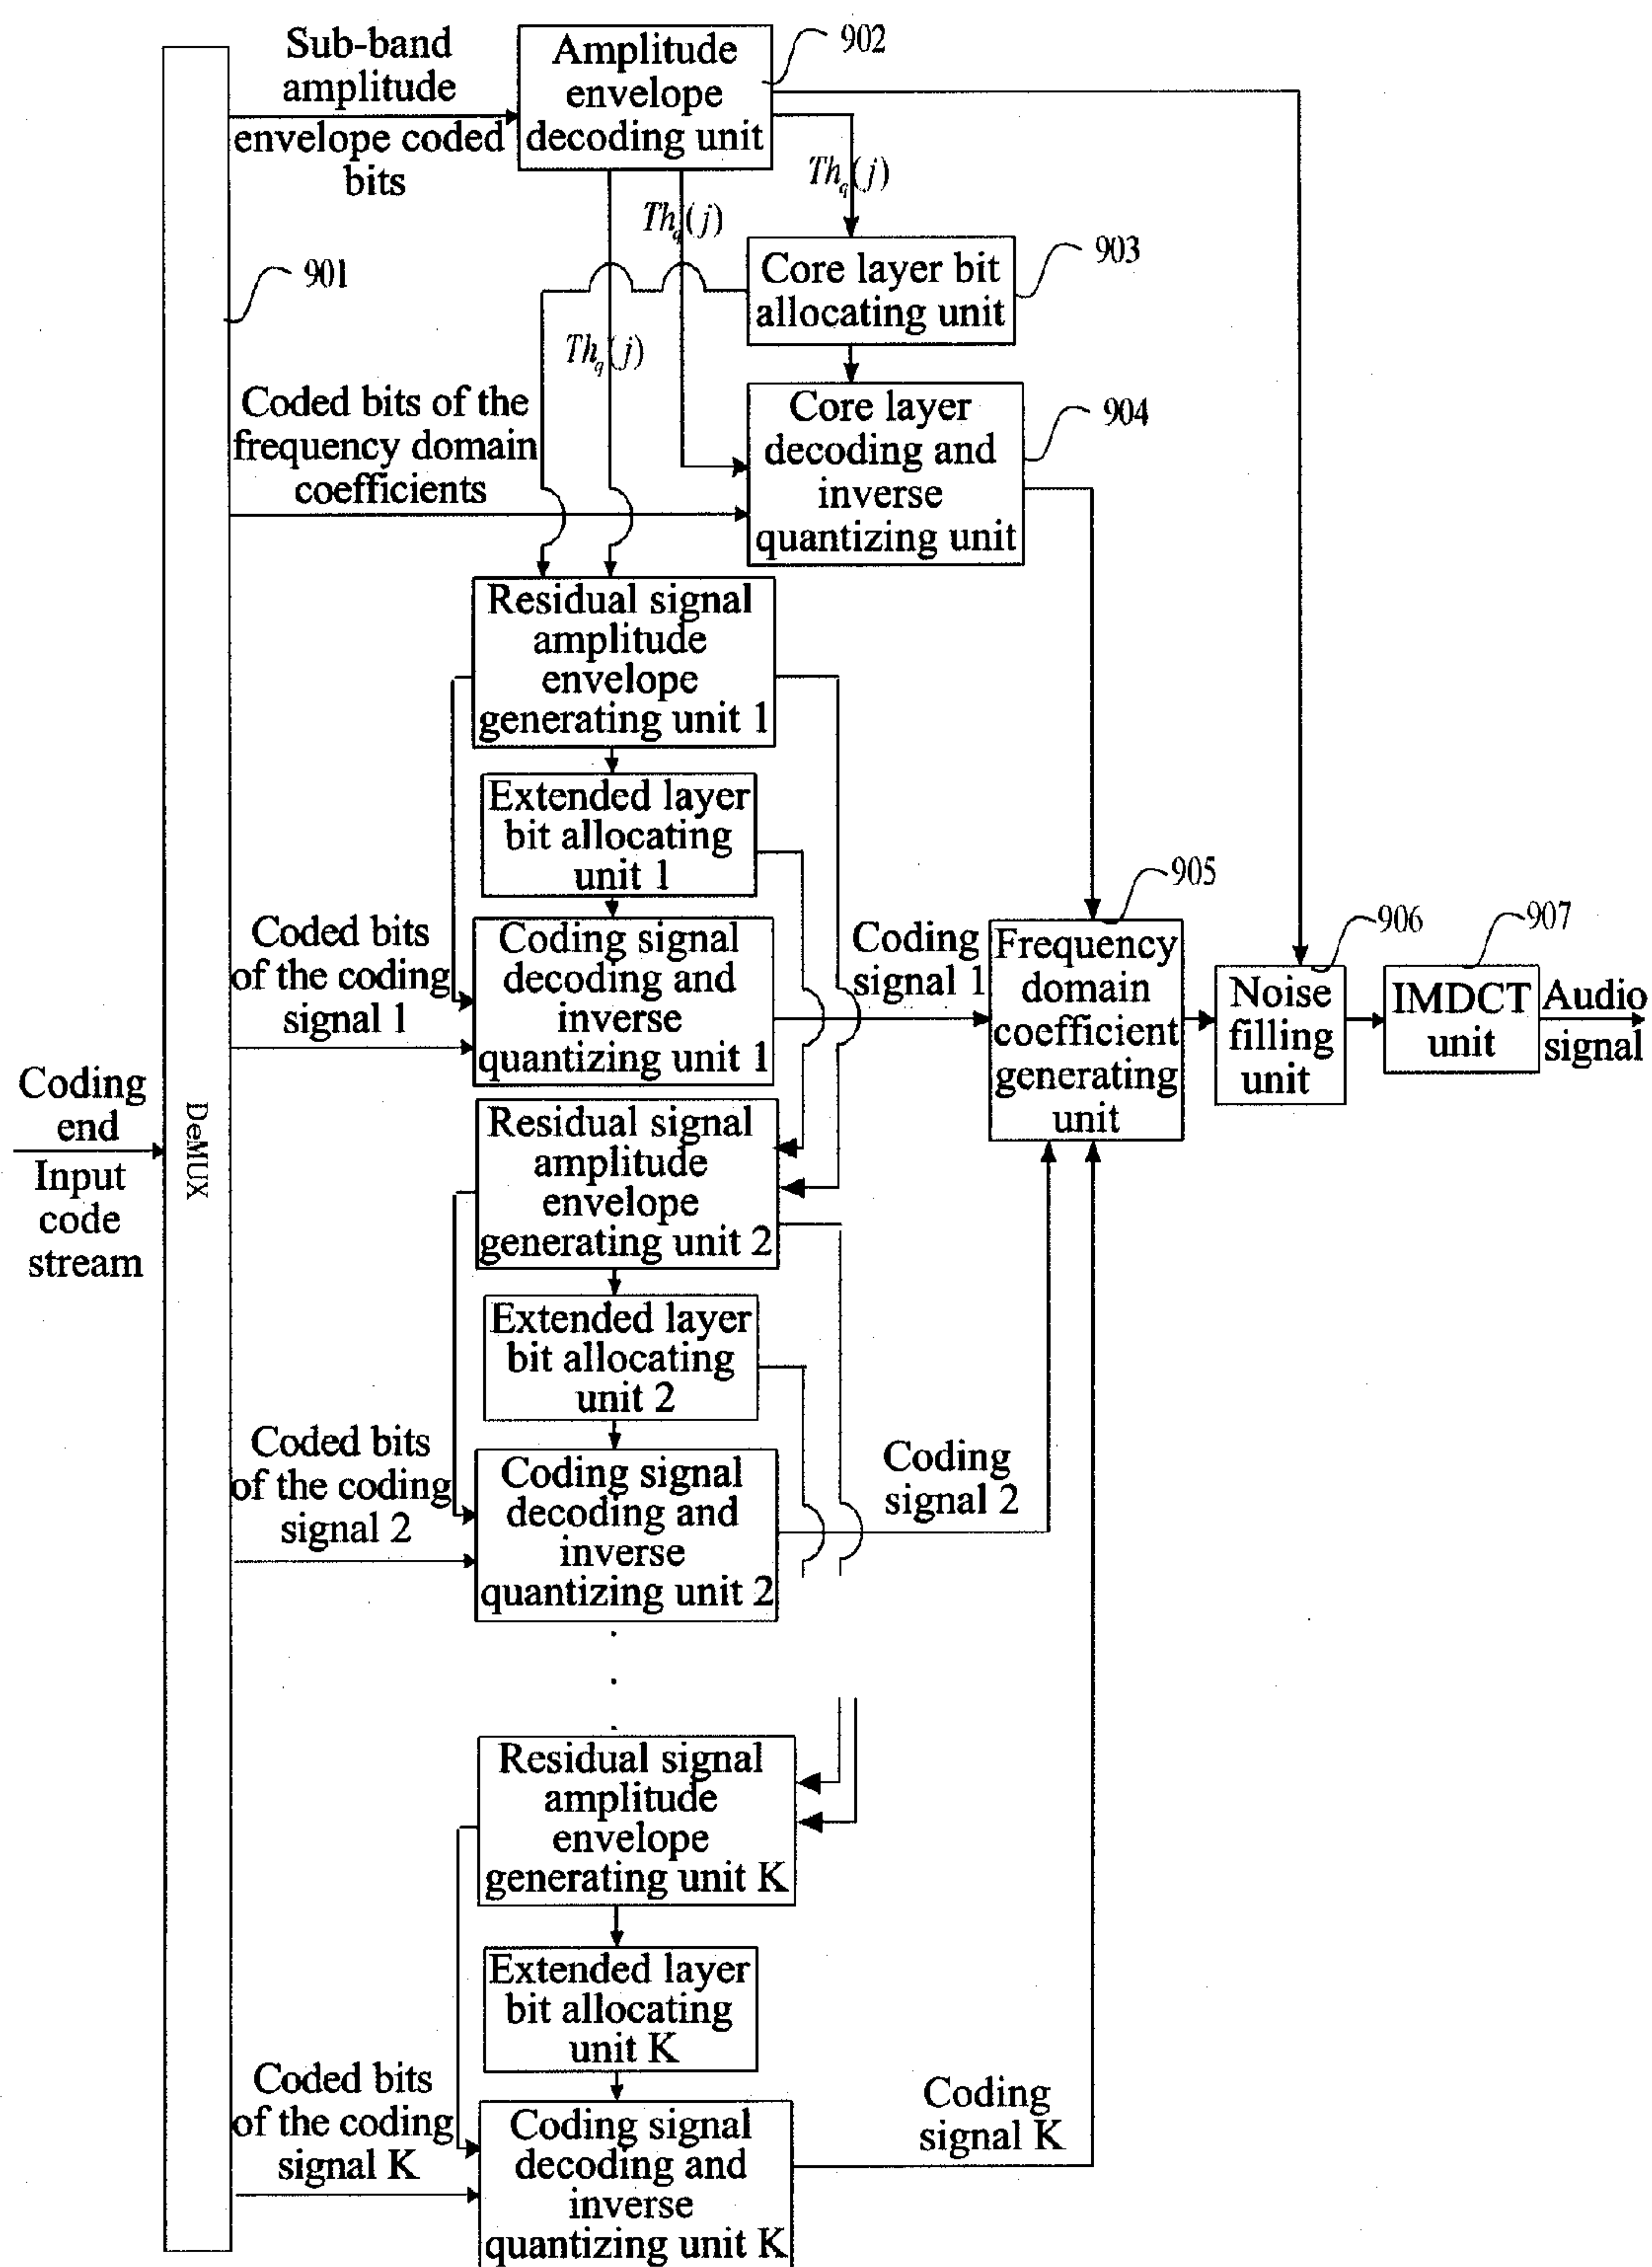 Sub-band
amplitude
envelope coded
bits
Amplitude
envelope
decoding unit
902
Th_q(j)
Th_q(j)
Th_q(j)
901
Core layer bit
allocating unit
903
Coded bits of the
frequency domain
coefficients
Core layer
decoding and
inverse
quantizing unit
904
Residual signal
amplitude
envelope
generating unit 1
Extended layer
bit allocating
unit 1
Coded bits
of the coding
signal 1
Coding signal
decoding and
inverse
quantizing unit 1
Coding
signal 1
905
Frequency
domain
coefficient
generating
unit
906
Noise
filling
unit
907
IMDCT
unit
Audio
signal
Coding
end
Input
code
stream
DeMUX
Residual signal
amplitude
envelope
generating unit 2
Extended layer
bit allocating
unit 2
Coded bits
of the coding
signal 2
Coding signal
decoding and
inverse
quantizing unit 2
Coding
signal 2
Residual signal
amplitude
envelope
generating unit K
Extended layer
bit allocating
unit K
Coded bits
of the coding
signal K
Coding signal
decoding and
inverse
quantizing unit K
Coding
signal K